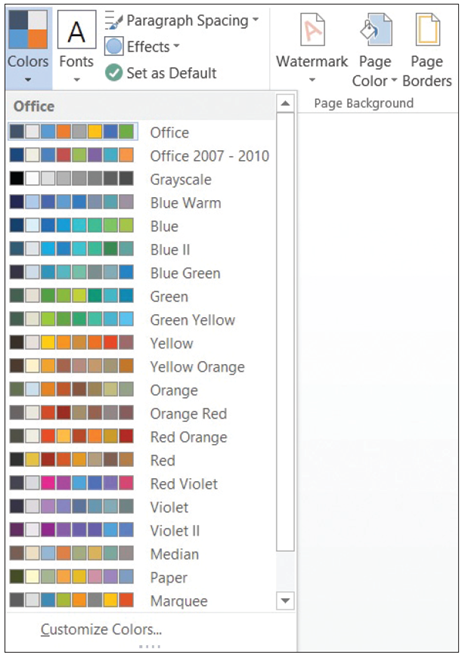 Colors
Fonts
A
Paragraph Spacing
Effects
Set as Default
A
Watermark
Page Color
Page Borders
Page Background
Office
Office
Office 2007 - 2010
Grayscale
Blue Warm
Blue
Blue II
Blue Green
Green
Green Yellow
Yellow
Yellow Orange
Orange
Orange Red
Red Orange
Red
Red Violet
Violet
Violet II
Median
Paper
Marquee
Customize Colors...